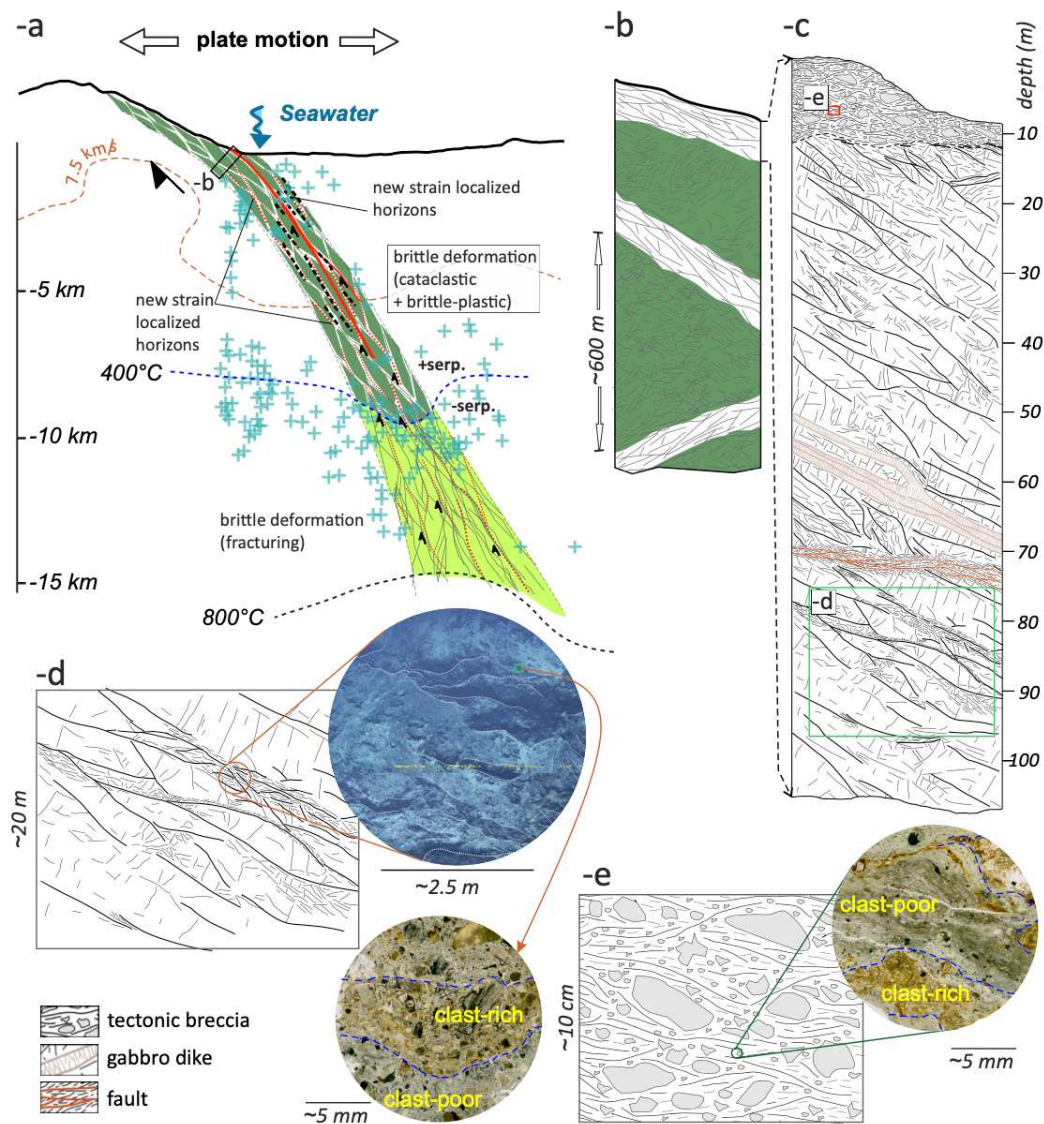 -a
plate motion
Seawater
7.5 km/s
-b
new strain localized
horizons
brittle deformation
(cataclastic
+ brittle-plastic)
-5 km
new strain
localized
horizons
400°C
+serp.
-serp.
-10 km
brittle deformation
(fracturing)
-15 km
800°C
-b
~600 m
-c
depth (m)
-e
10
20
30
40
50
60
70
-d
80
90
100
-d
~20 m
~2.5 m
clast-rich
clast-poor
~5 mm
-e
~10 cm
clast-poor
clast-rich
~5 mm
tectonic breccia
gabbro dike
fault